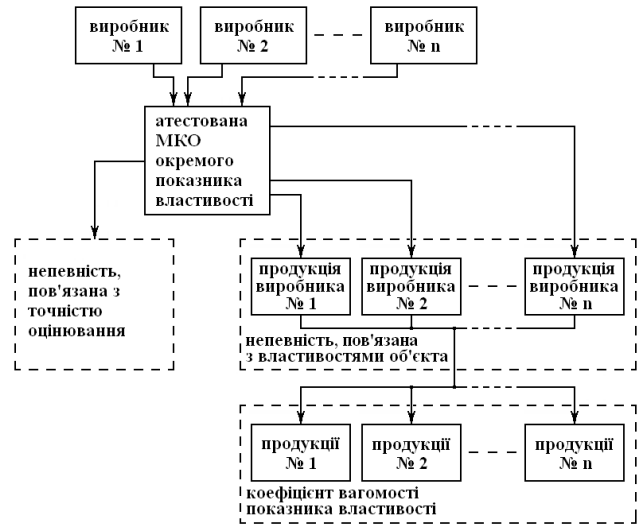 виробник
№ 1
виробник
№ 2
виробник
№ n
атестована
МКО
окремого
показника
властивості
непевність,
пов'язана з
точністю
оцінювання
продукція
виробника
№ 1
продукція
виробника
№ 2
продукція
виробника
№ n
непевність, пов'язана
з властивостями об'єкта
продукції
№ 1
продукції
№ 2
продукції
№ n
коефіцієнт вагомості
показника властивості